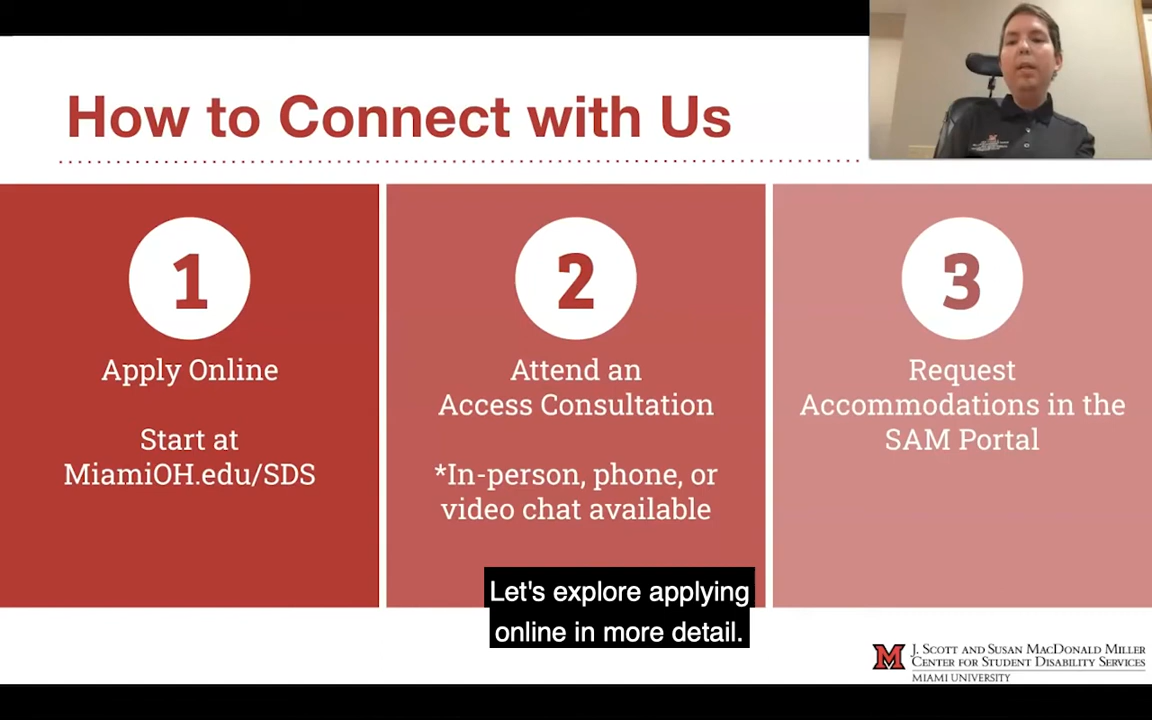 How to Connect with Us
1
Apply Online
Start at
MiamiOH.edu/SDS
2
Attend an
Access Consultation
*In-person, phone, or
video chat available
3
Request
Accommodations in the
SAM Portal
Let's explore applying
online in more detail.
M
J. Scott and Susan MacDonald Miller
Center for Student Disability Services
Miami University